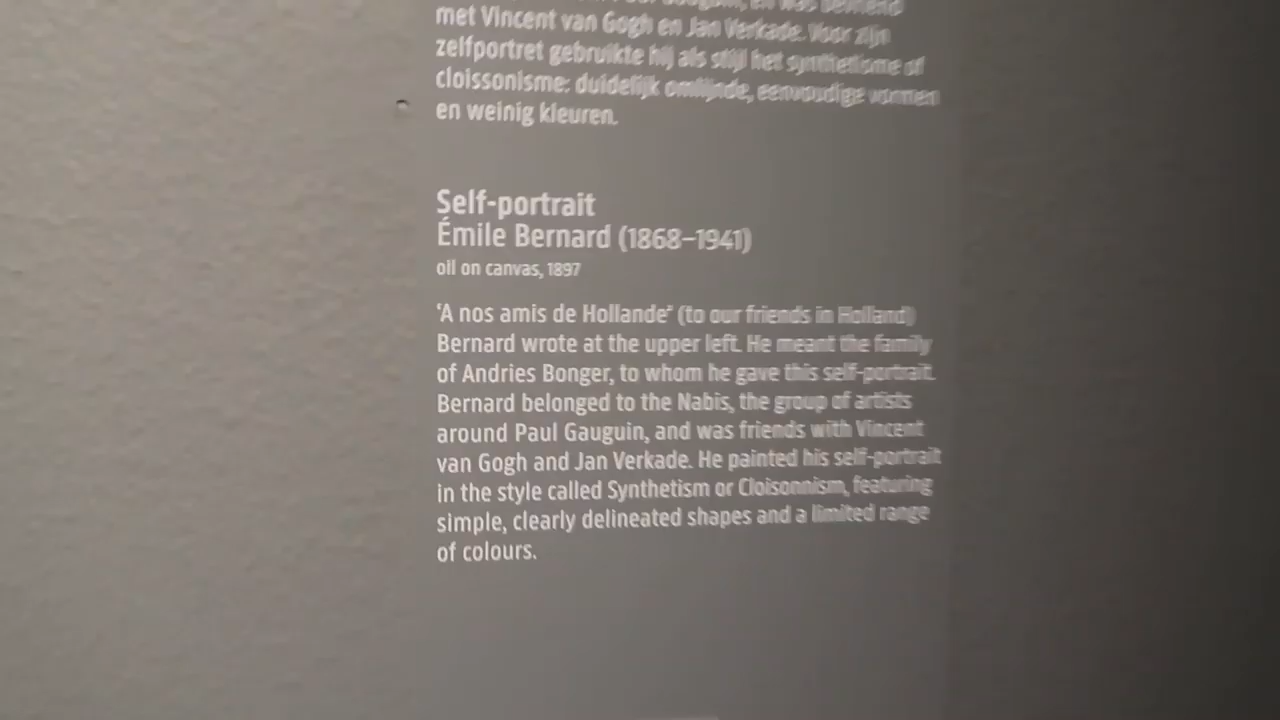 met Vincent van Gogh en Jan Verkade. Voor zijn
zelfportret gebruikte hij als stijl het synthetisme of
cloissonisme: duidelijk omlijnde, eenvoudige vormen
en weinig kleuren.
Self-portrait
Émile Bernard (1868–1941)
oil on canvas, 1897
‘A nos amis de Hollande’ (to our friends in Holland)
Bernard wrote at the upper left. He meant the family
of Andries Bonger, to whom he gave this self-portrait.
Bernard belonged to the Nabis, the group of artists
around Paul Gauguin, and was friends with Vincent
van Gogh and Jan Verkade. He painted his self-portrait
in the style called Synthetism or Cloisonnism, featuring
simple, clearly delineated shapes and a limited range
of colours.